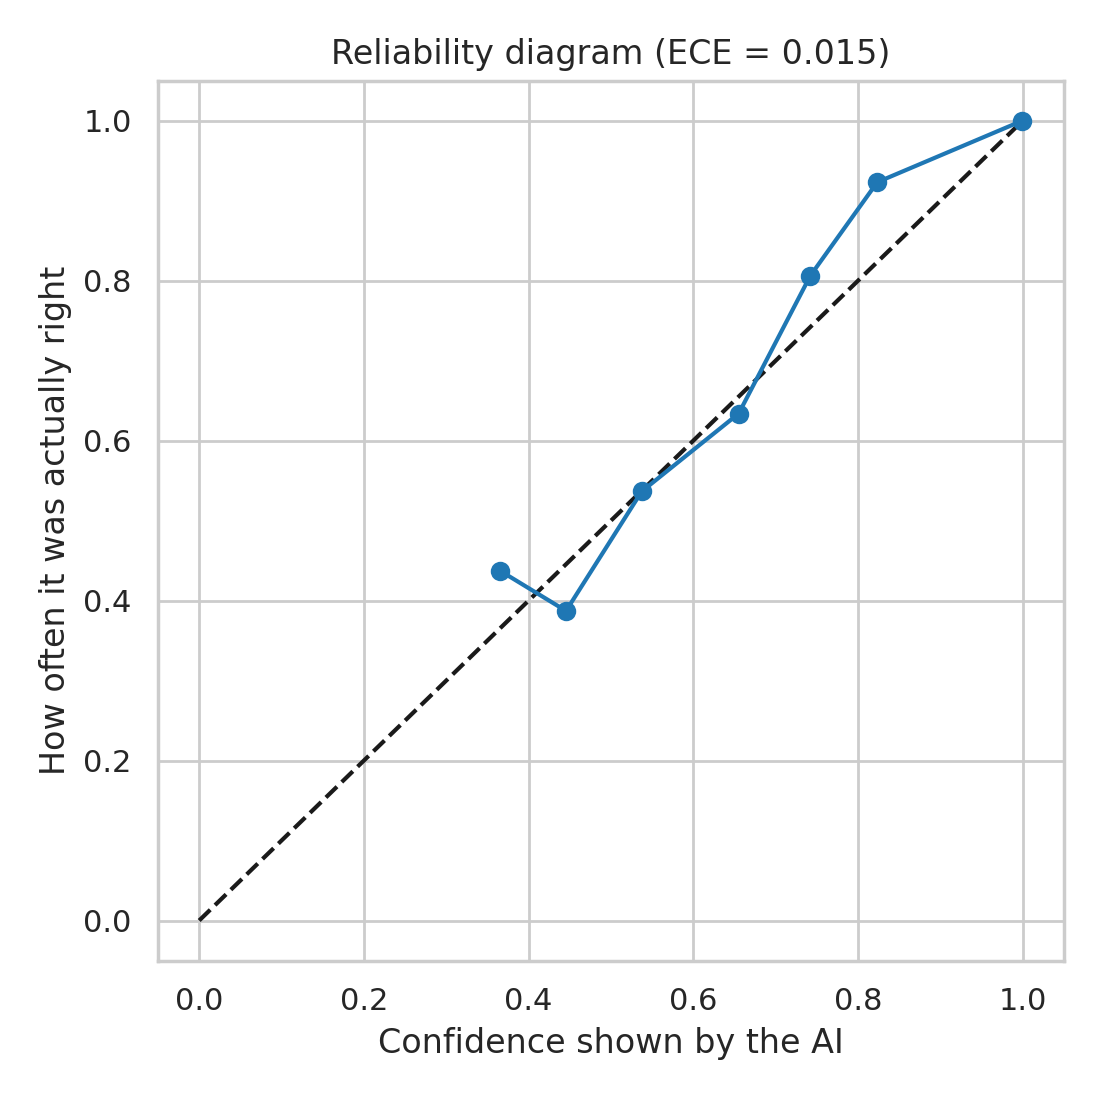 Reliability diagram (ECE = 0.015)
How often it was actually right
1.0
0.8
0.6
0.4
0.2
0.0
0.0 0.2 0.4 0.6 0.8 1.0
Confidence shown by the AI